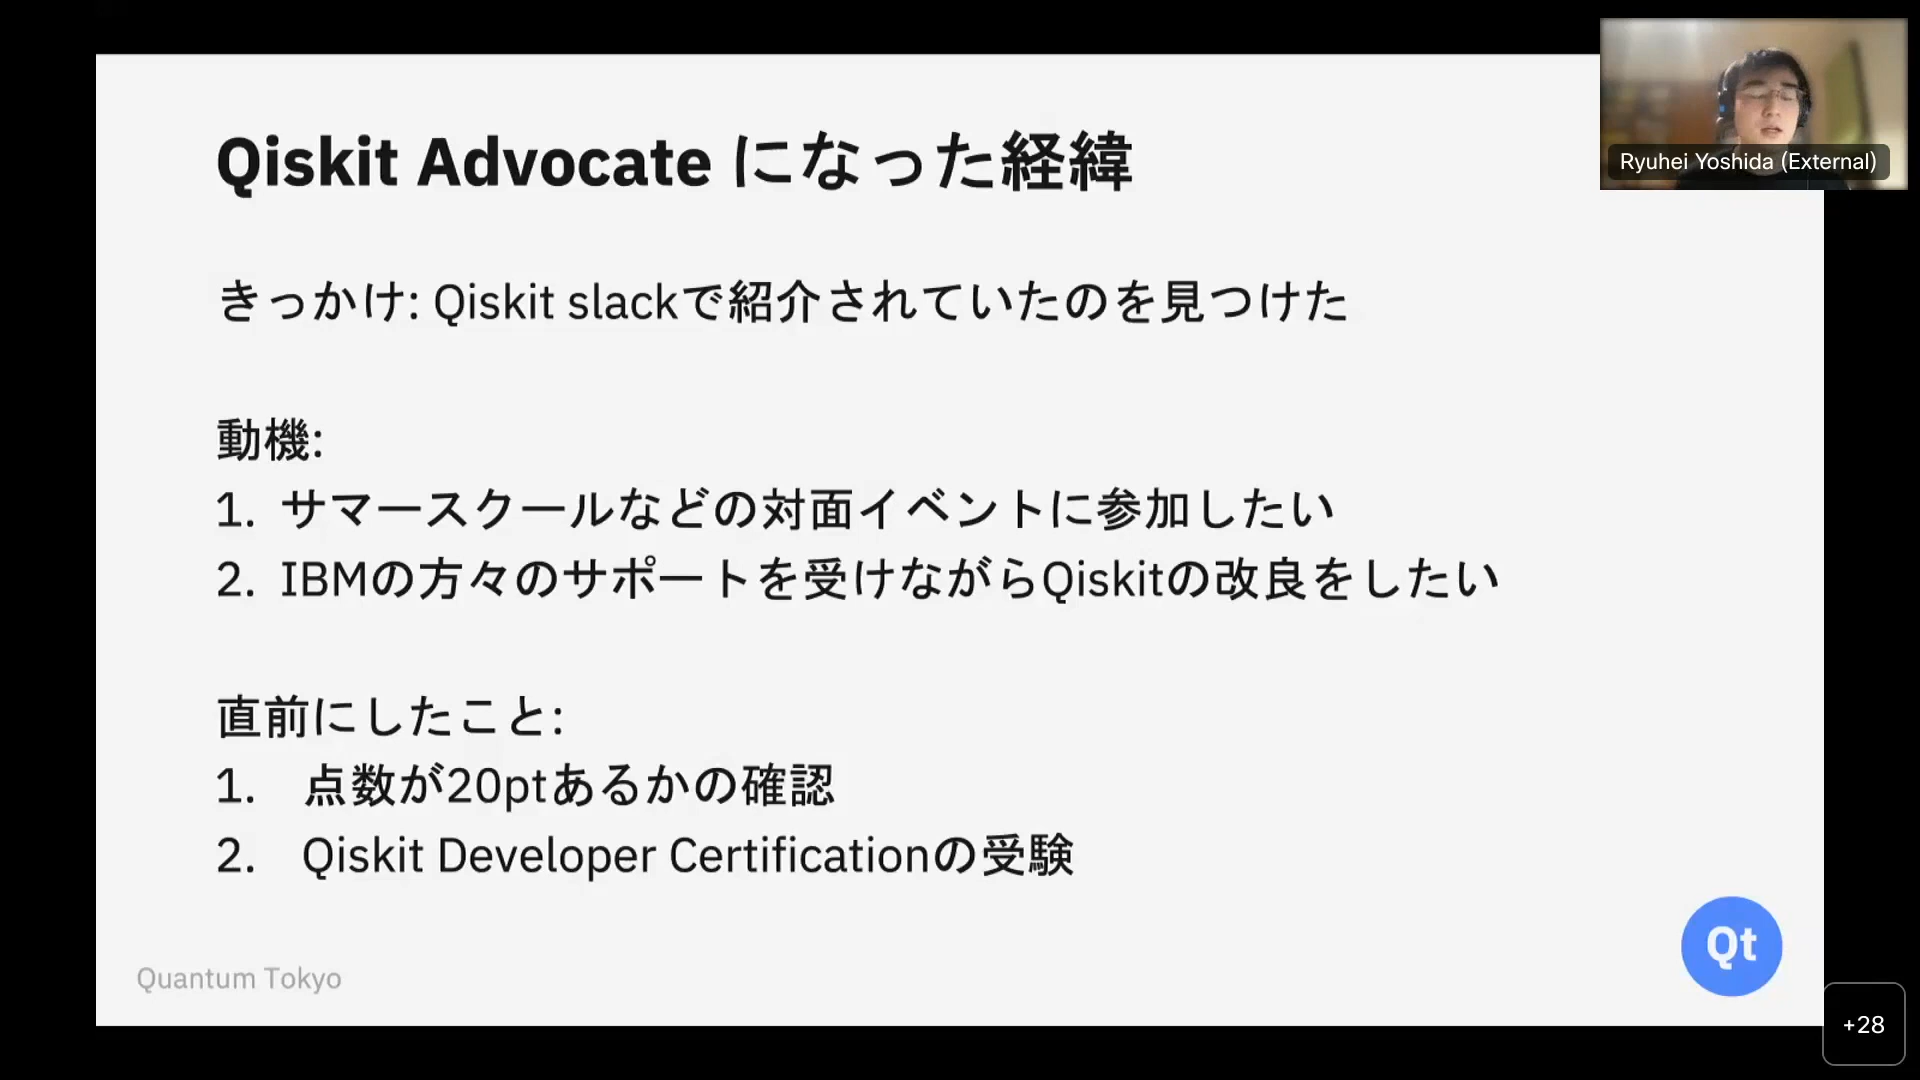 Qiskit Advocate になった経緯
Ryuhei Yoshida (External)
きっかけ: Qiskit slackで紹介されていたのを見つけた
動機:
1. サマースクールなどの対面イベントに参加したい
2. IBMの方々のサポートを受けながらQiskitの改良をしたい
直前にしたこと:
1. 点数が20ptあるかの確認
2. Qiskit Developer Certificationの受験
Qt
Quantum Tokyo
+28